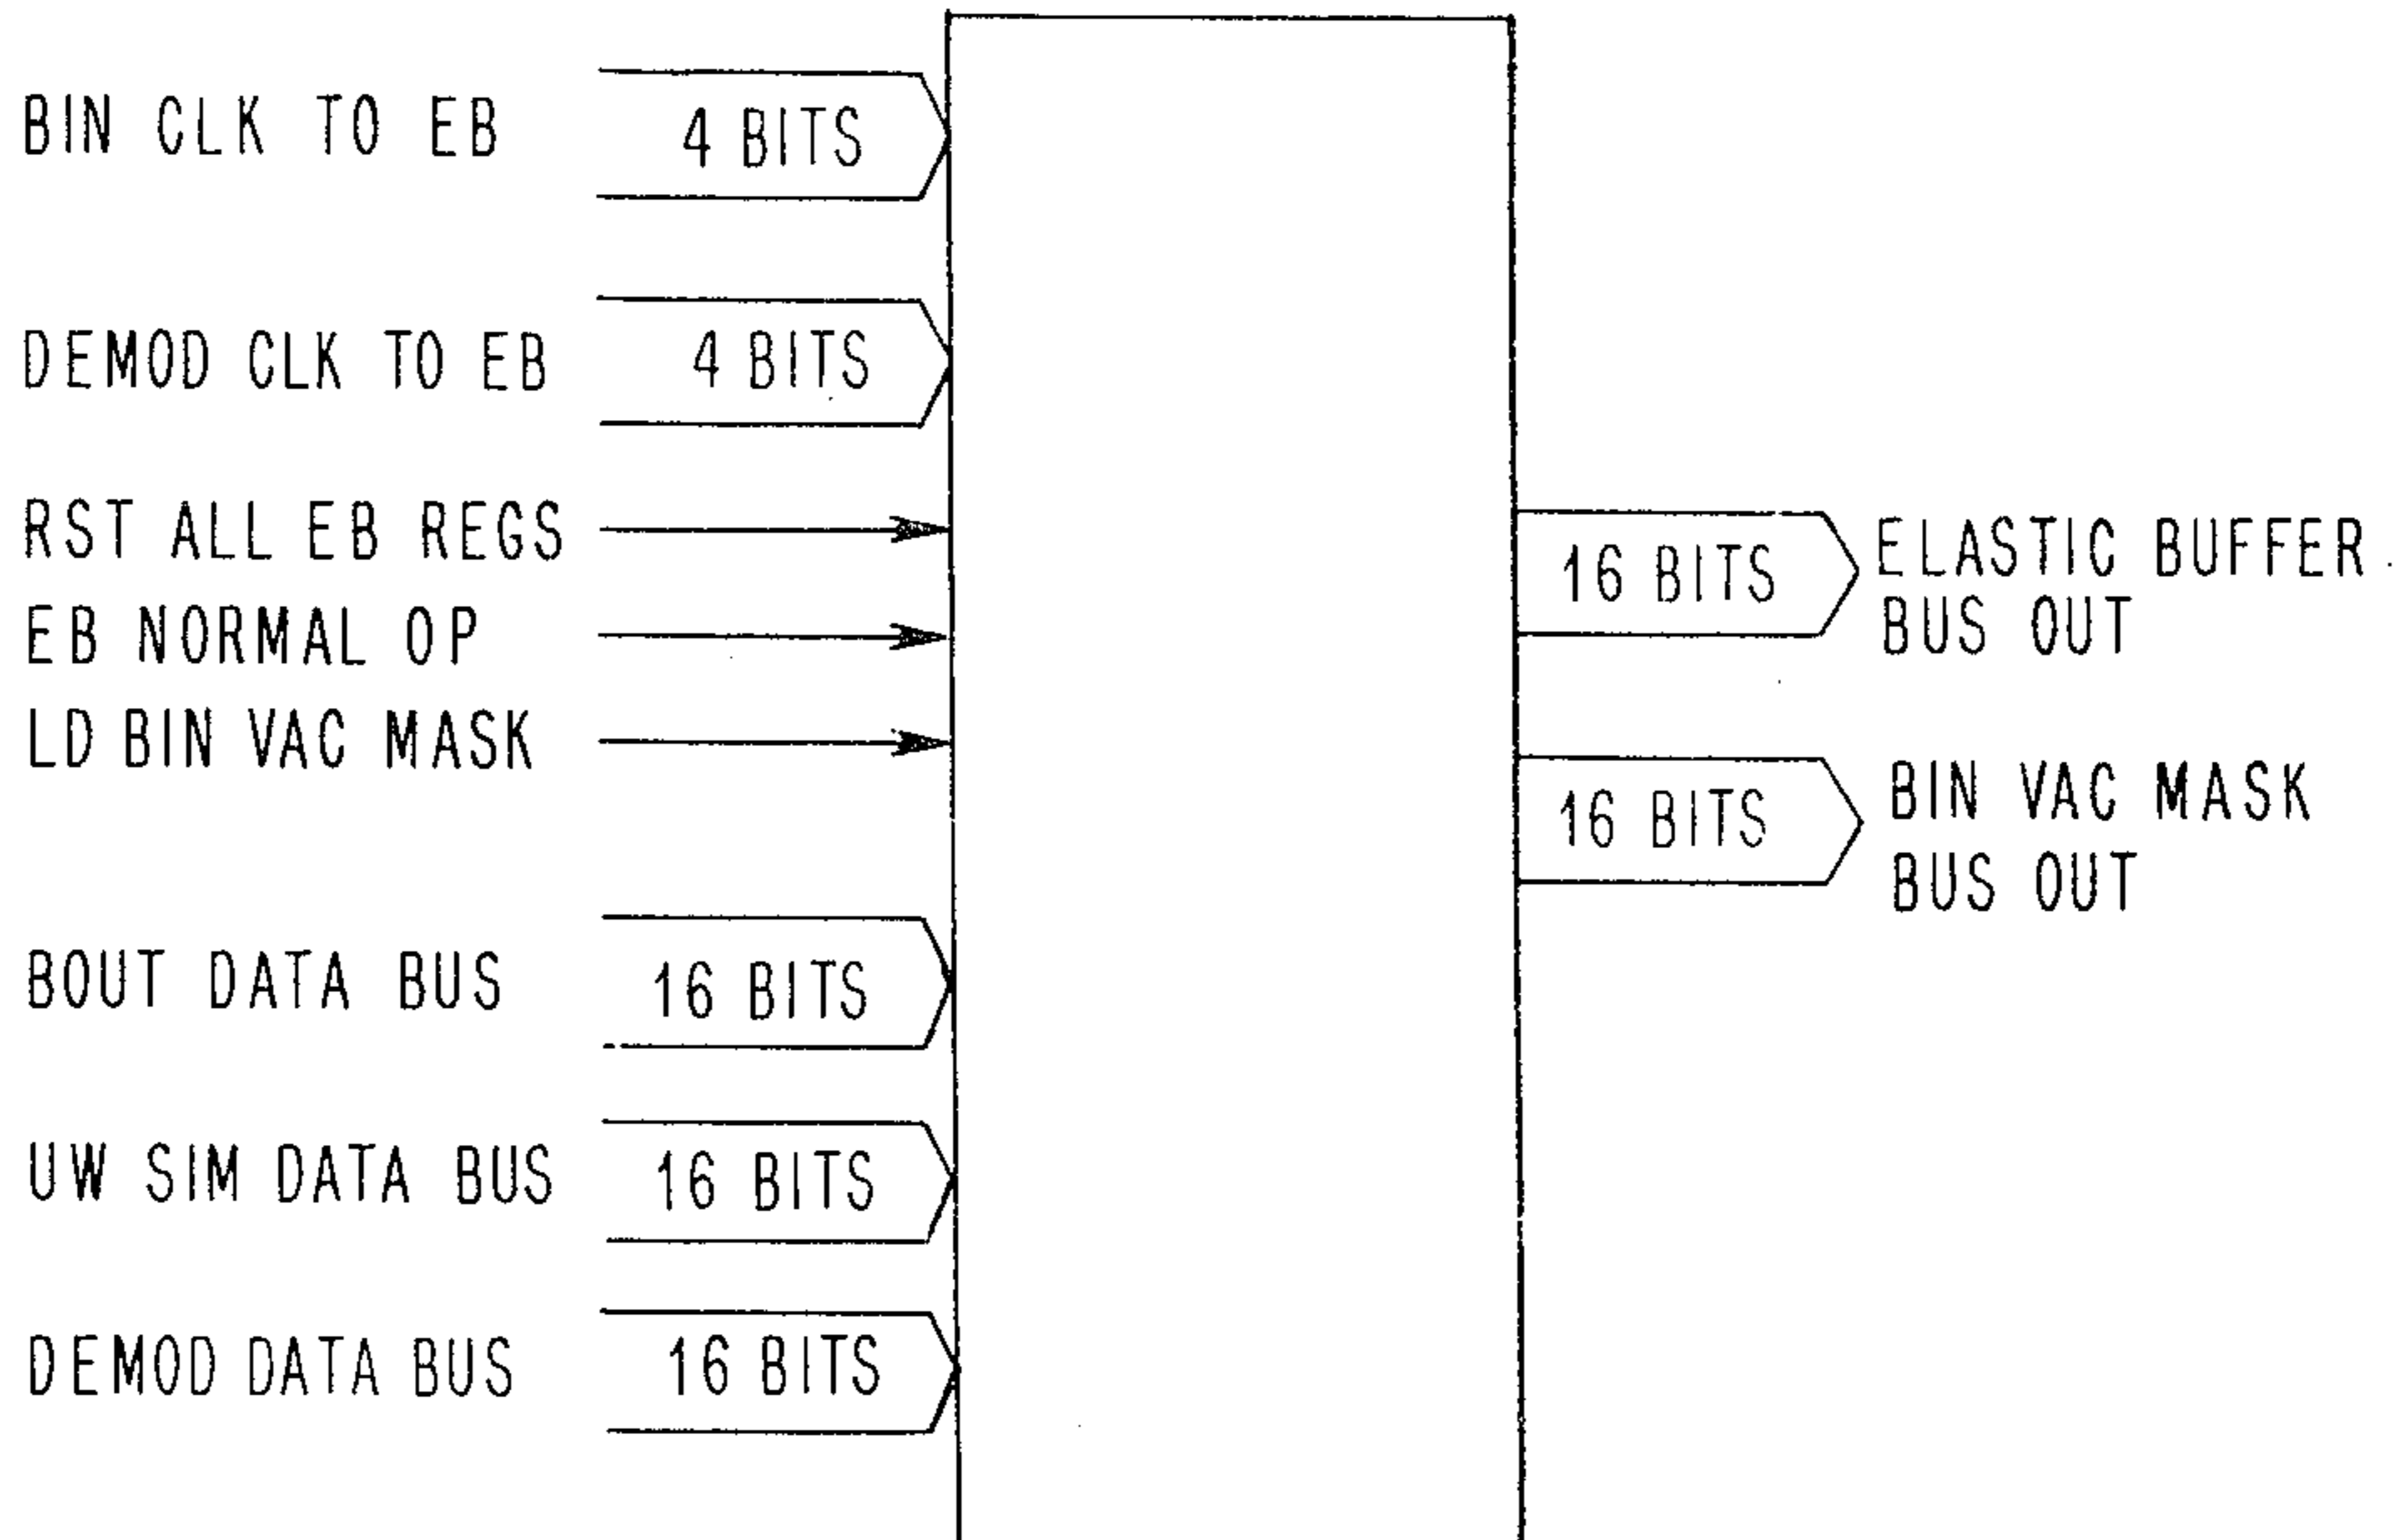 BIN CLK TO EB 4 BITS
DEMOD CLK TO EB 4 BITS
RST ALL EB REGS
EB NORMAL OP
LD BIN VAC MASK
BOUT DATA BUS 16 BITS
UW SIM DATA BUS 16 BITS
DEMOD DATA BUS 16 BITS
16 BITS ELASTIC BUFFER
BUS OUT
16 BITS BIN VAC MASK
BUS OUT